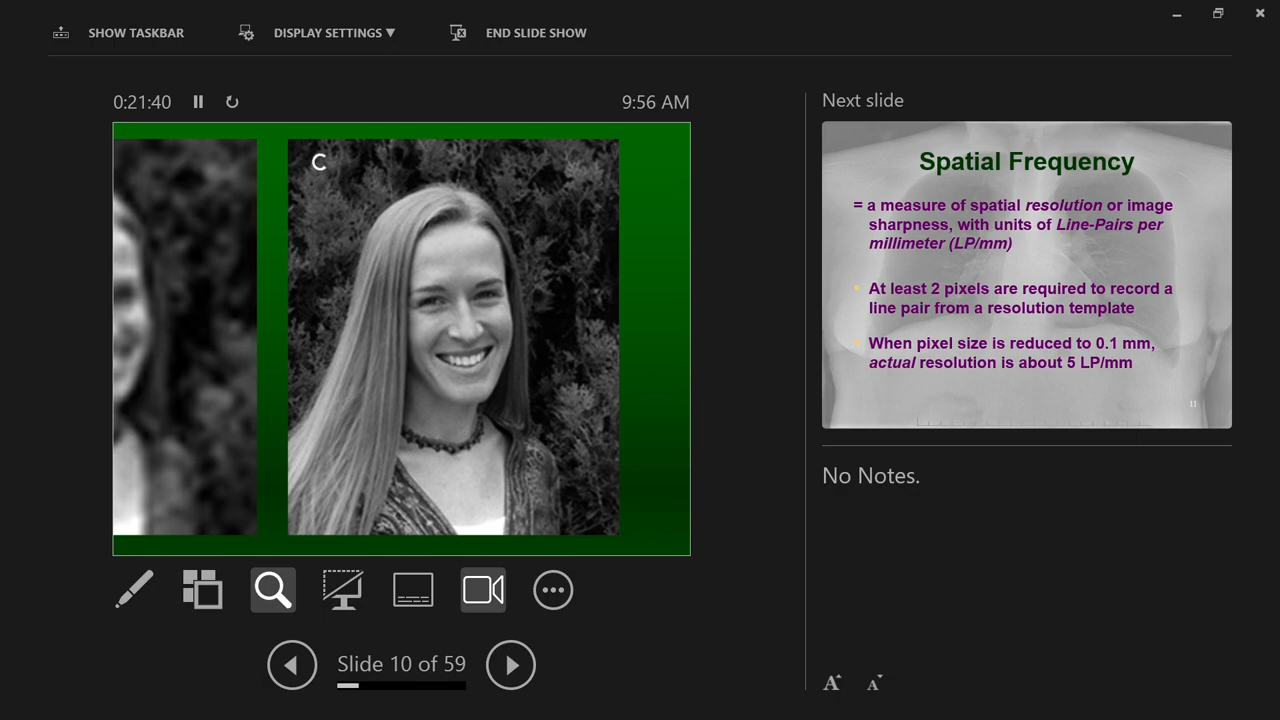 SHOW TASKBAR
DISPLAY SETTINGS ▼
END SLIDE SHOW
0:21:40
9:56 AM
C
Slide 10 of 59
Next slide
Spatial Frequency
= a measure of spatial resolution or image
sharpness, with units of Line-Pairs per
millimeter (LP/mm)
• At least 2 pixels are required to record a
line pair from a resolution template
• When pixel size is reduced to 0.1 mm,
actual resolution is about 5 LP/mm
11
No Notes.
A A